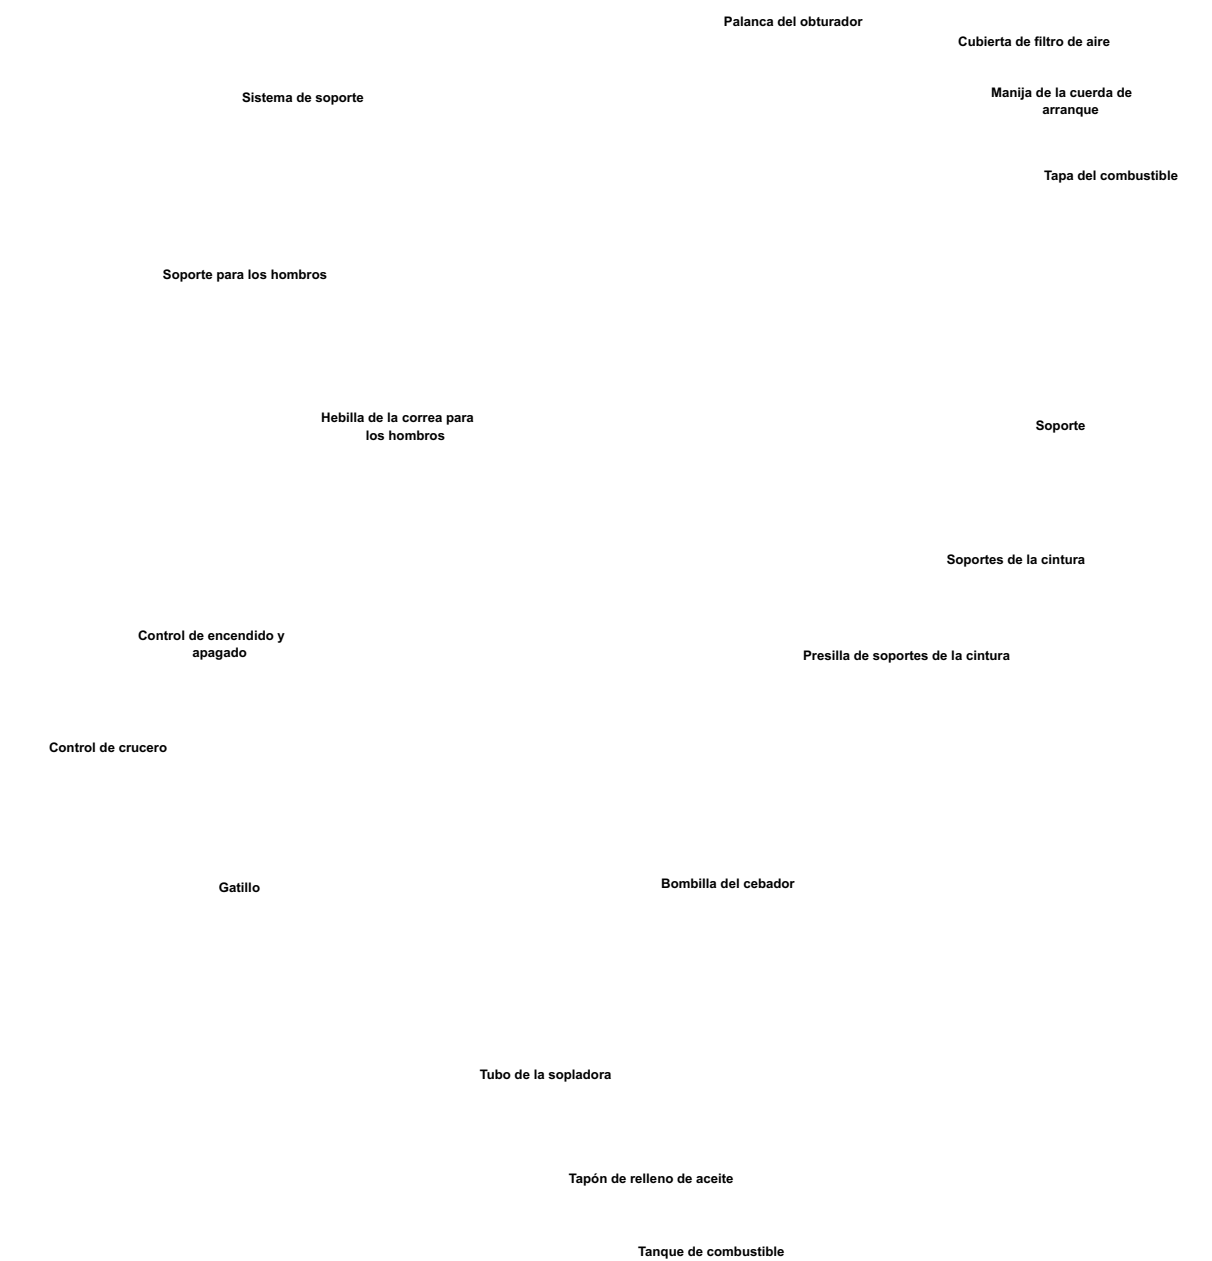 Palanca del obturador
Cubierta de filtro de aire
Sistema de soporte
Manija de la cuerda de
arranque
Tapa del combustible
Soporte para los hombros
Hebilla de la correa para
los hombros
Soporte
Soportes de la cintura
Control de encendido y
apagado
Presilla de soportes de la cintura
Control de crucero
Gatillo
Bombilla del cebador
Tubo de la sopladora
Tapón de relleno de aceite
Tanque de combustible